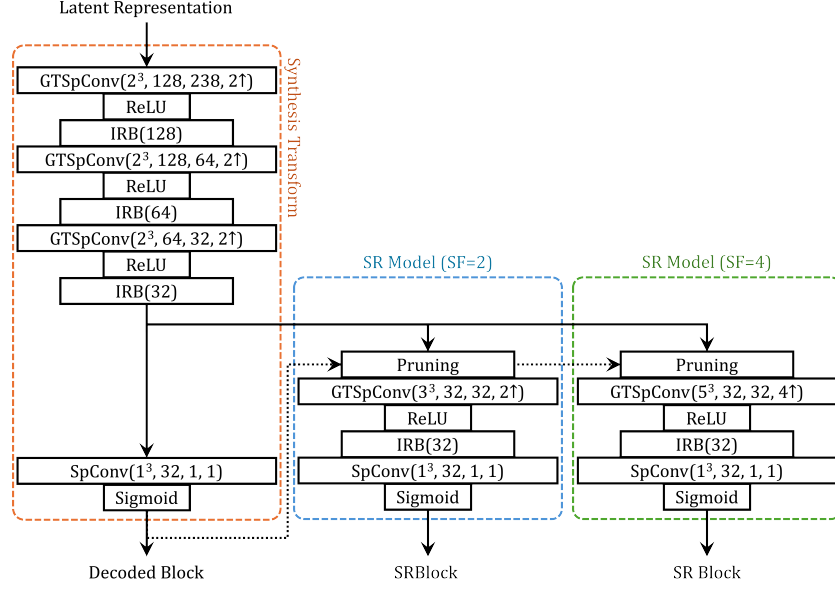 Latent Representation
Synthesis Transform
GTSpConv(2³, 128, 238, 2↑)
ReLU
IRB(128)
GTSpConv(2³, 128, 64, 2↑)
ReLU
IRB(64)
GTSpConv(2³, 64, 32, 2↑)
ReLU
IRB(32)
SpConv(1³, 32, 1, 1)
Sigmoid
Decoded Block
SR Model (SF=2)
Pruning
GTSpConv(3³, 32, 32, 2↑)
ReLU
IRB(32)
SpConv(1³, 32, 1, 1)
Sigmoid
SRBlock
SR Model (SF=4)
Pruning
GTSpConv(5³, 32, 32, 4↑)
ReLU
IRB(32)
SpConv(1³, 32, 1, 1)
Sigmoid
SR Block